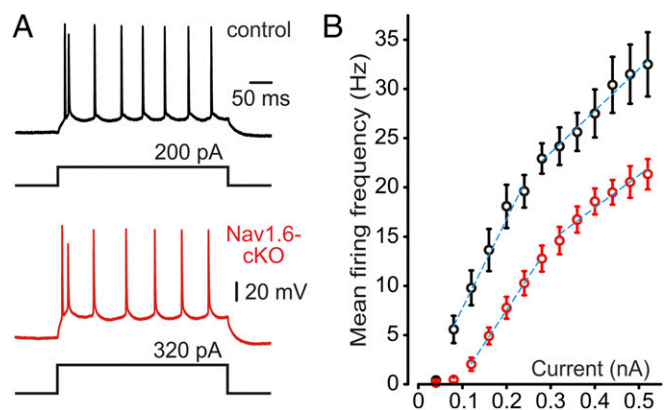 A
control
50 ms
200 pA
Nav1.6-
cKO
20 mV
320 pA
B
Mean firing frequency (Hz)
35
30
25
20
15
10
5
0
Current (nA)
0 0.1 0.2 0.3 0.4 0.5